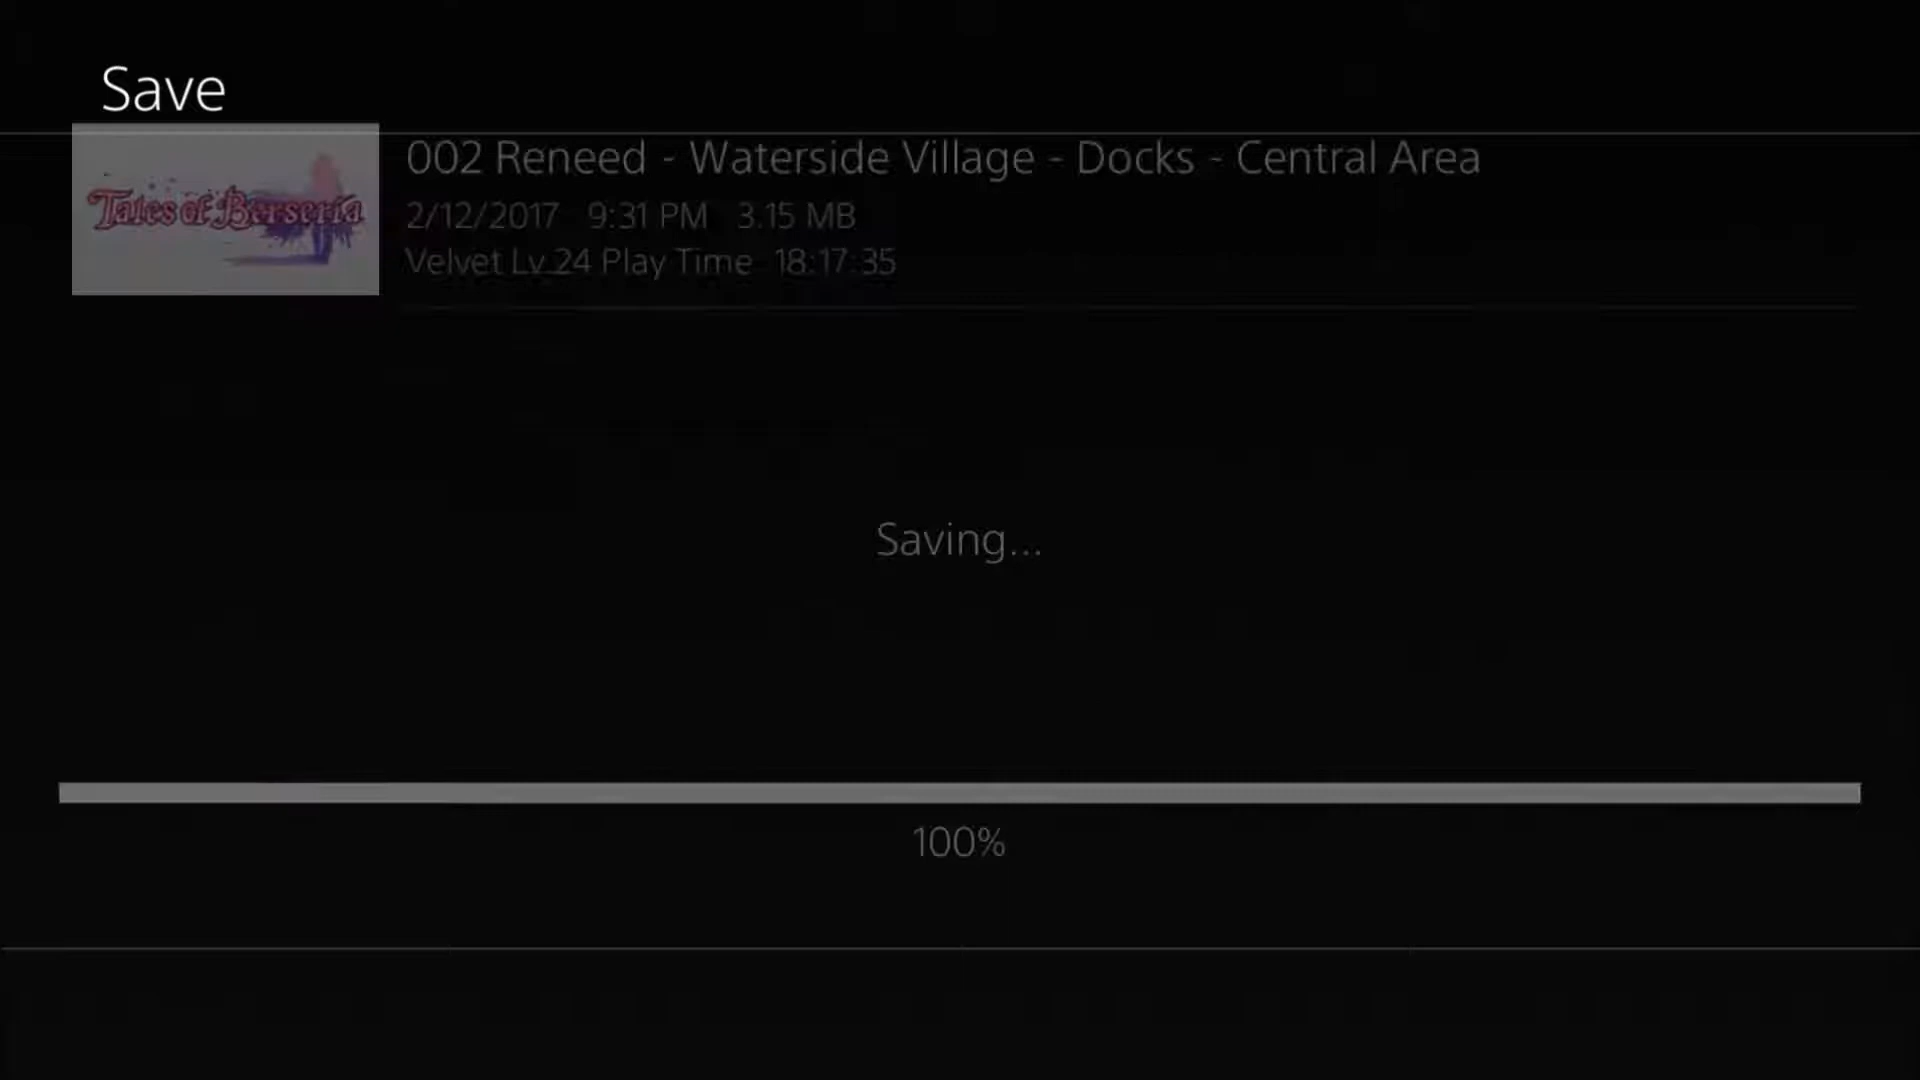 Save
Tales of Berseria
002 Reneed - Waterside Village - Docks - Central Area
2/12/2017 9:31 PM 3.15 MB
Velvet Lv.24 Play Time 18:17:35
Saving...
100%